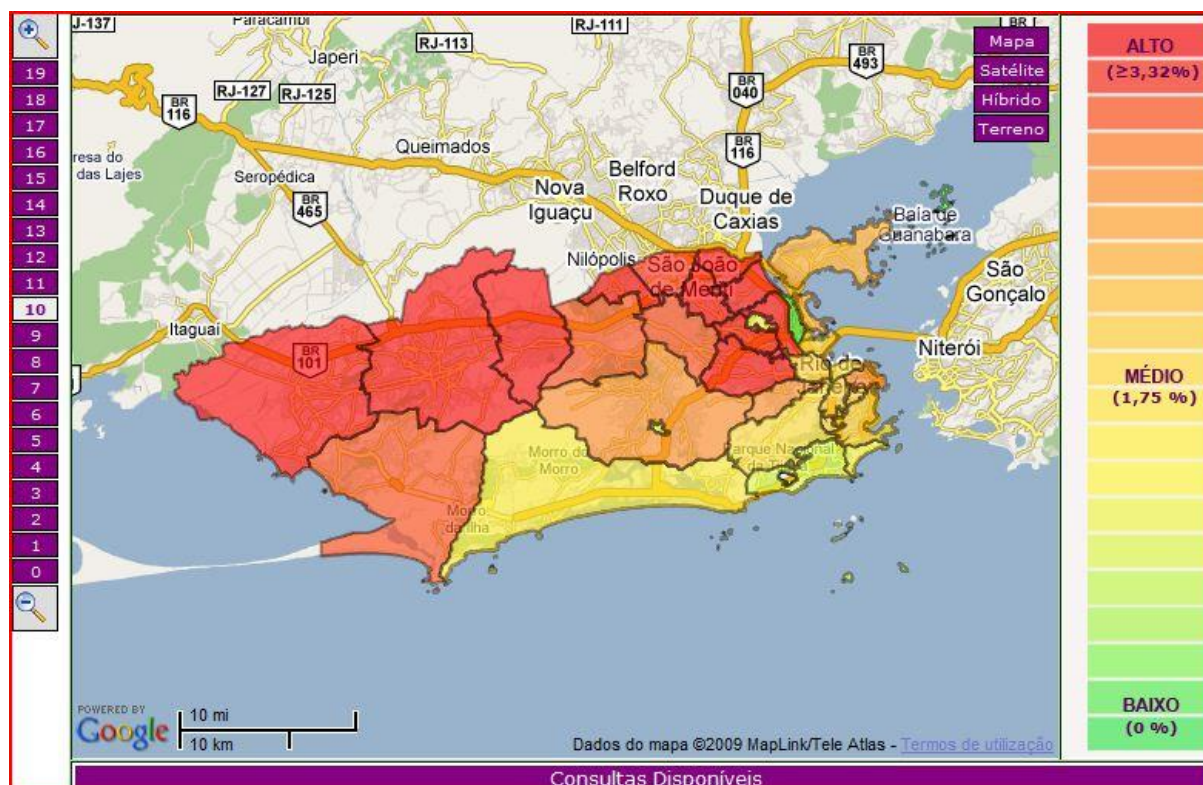 J-137
Paracambi
RJ-111
BR
Japeri
RJ-113
BR
493
RJ-127
RJ-125
BR
040
BR
116
Queimados
BR
116
resa do
das Lajes
Seropédica
Belford
Roxo
Nova
Iguaçu
Duque de
Caxias
BR
465
Baía de
Guanabara
Nilópolis
São João
de Meriti
São
Gonçalo
Itaguaí
BR
101
Niterói
Rio de
Morro do
Morro
Parque Nacional
da Tijuca
Morro
da Ilha
19
18
17
16
15
14
13
12
11
10
9
8
7
6
5
4
3
2
1
0
Mapa
Satélite
Híbrido
Terreno
ALTO
(≥3,32%)
MÉDIO
(1,75 %)
BAIXO
(0 %)
POWERED BY
Google
10 mi
10 km
Dados do mapa ©2009 MapLink/Tele Atlas - Termos de utilização
Consultas Disponíveis